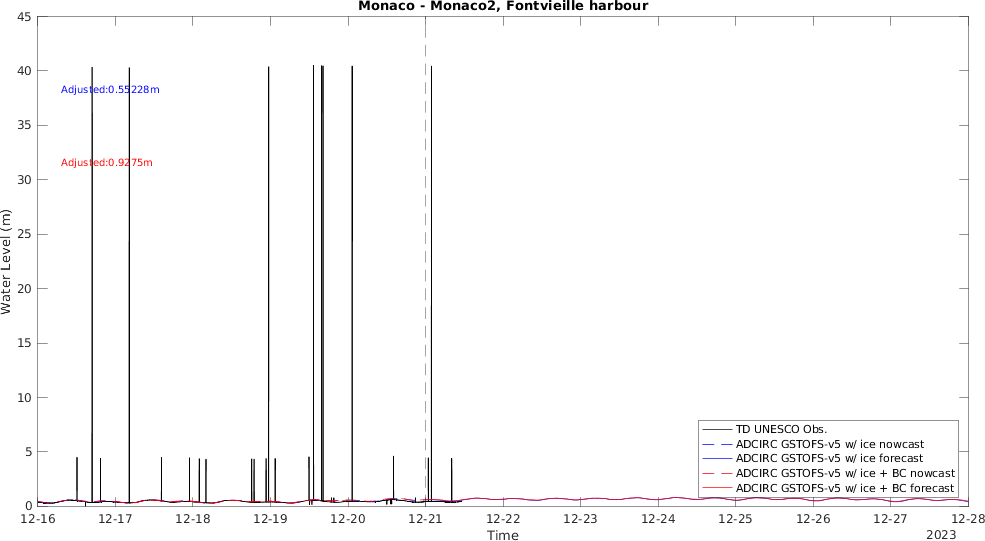 Monaco - Monaco2, Fontvieille harbour
45
40
35
30
25
20
15
10
5
0
Water Level (m)
Adjusted:0.55228m
Adjusted:0.9275m
TD UNESCO Obs.
ADCIRC GSTOFS-v5 w/ ice nowcast
ADCIRC GSTOFS-v5 w/ ice forecast
ADCIRC GSTOFS-v5 w/ ice + BC nowcast
ADCIRC GSTOFS-v5 w/ ice + BC forecast
12-16 12-17 12-18 12-19 12-20 12-21 12-22 12-23 12-24 12-25 12-26 12-27 12-28
Time
2023